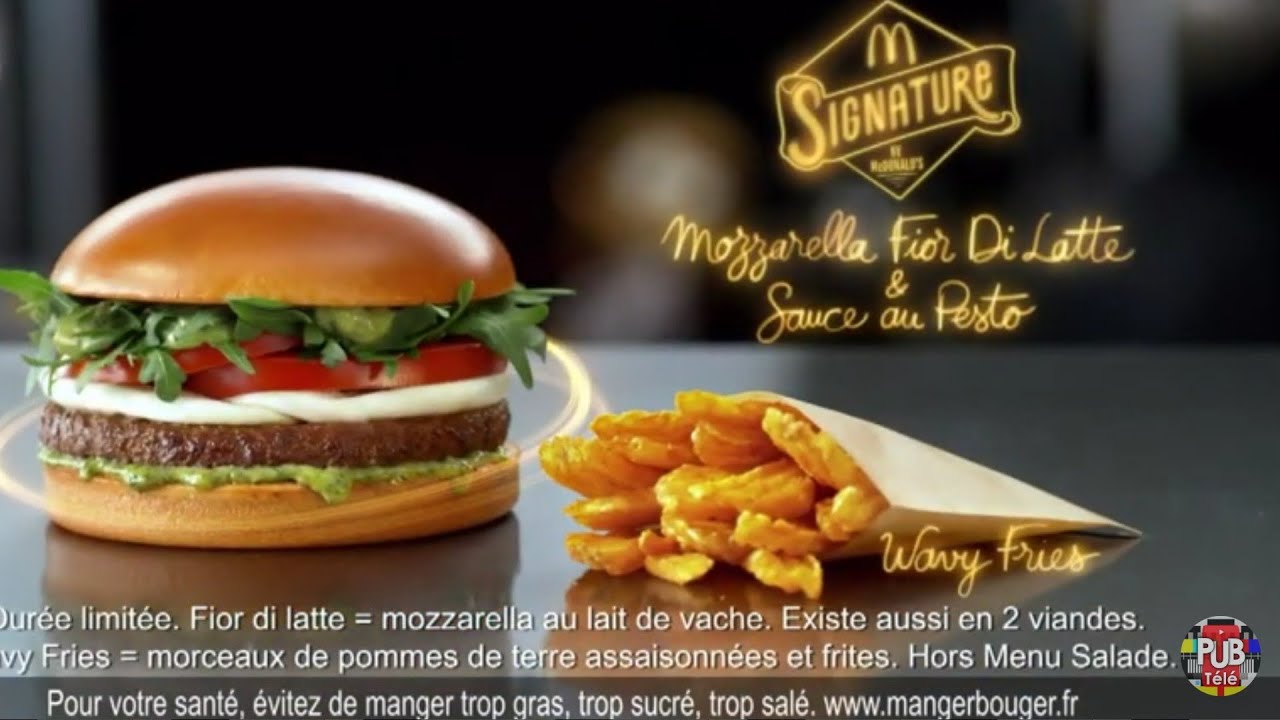 SIGNATURE
BY
McDONALD'S
Mozzarella Fior Di Latte
&
Sauce au Pesto
Wavy Fries
Durée limitée. Fior di latte = mozzarella au lait de vache. Existe aussi en 2 viandes.
vy Fries = morceaux de pommes de terre assaisonnées et frites. Hors Menu Salade.
PUB
Télé
Pour votre santé, évitez de manger trop gras, trop sucré, trop salé. www.mangerbouger.fr